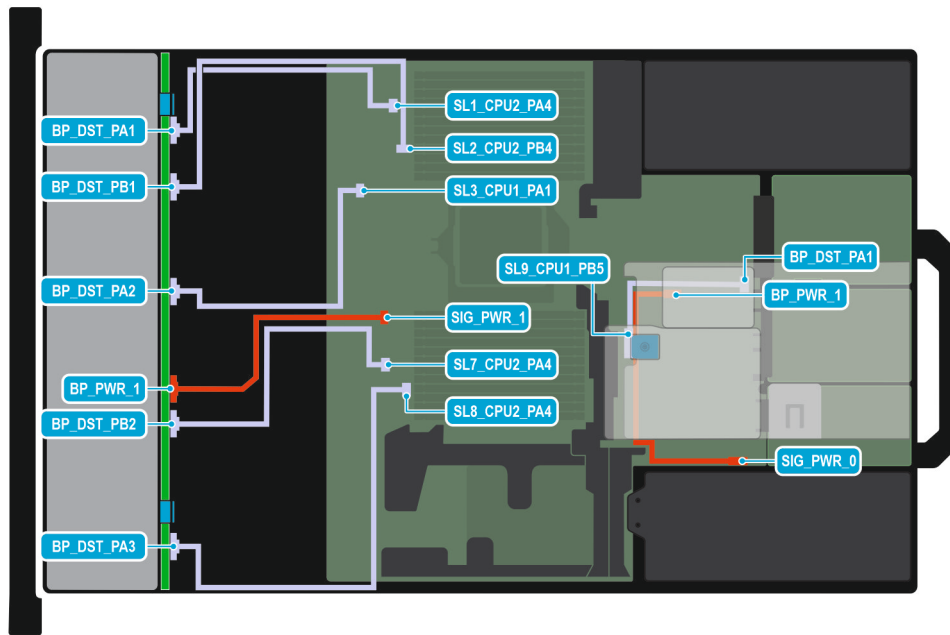 BP_DST_PA1
SL1_CPU2_PA4
SL2_CPU2_PB4
BP_DST_PB1
SL3_CPU1_PA1
BP_DST_PA1
SL9_CPU1_PB5
BP_DST_PA2
BP_PWR_1
SIG_PWR_1
SL7_CPU2_PA4
BP_PWR_1
SL8_CPU2_PA4
BP_DST_PB2
SIG_PWR_0
BP_DST_PA3